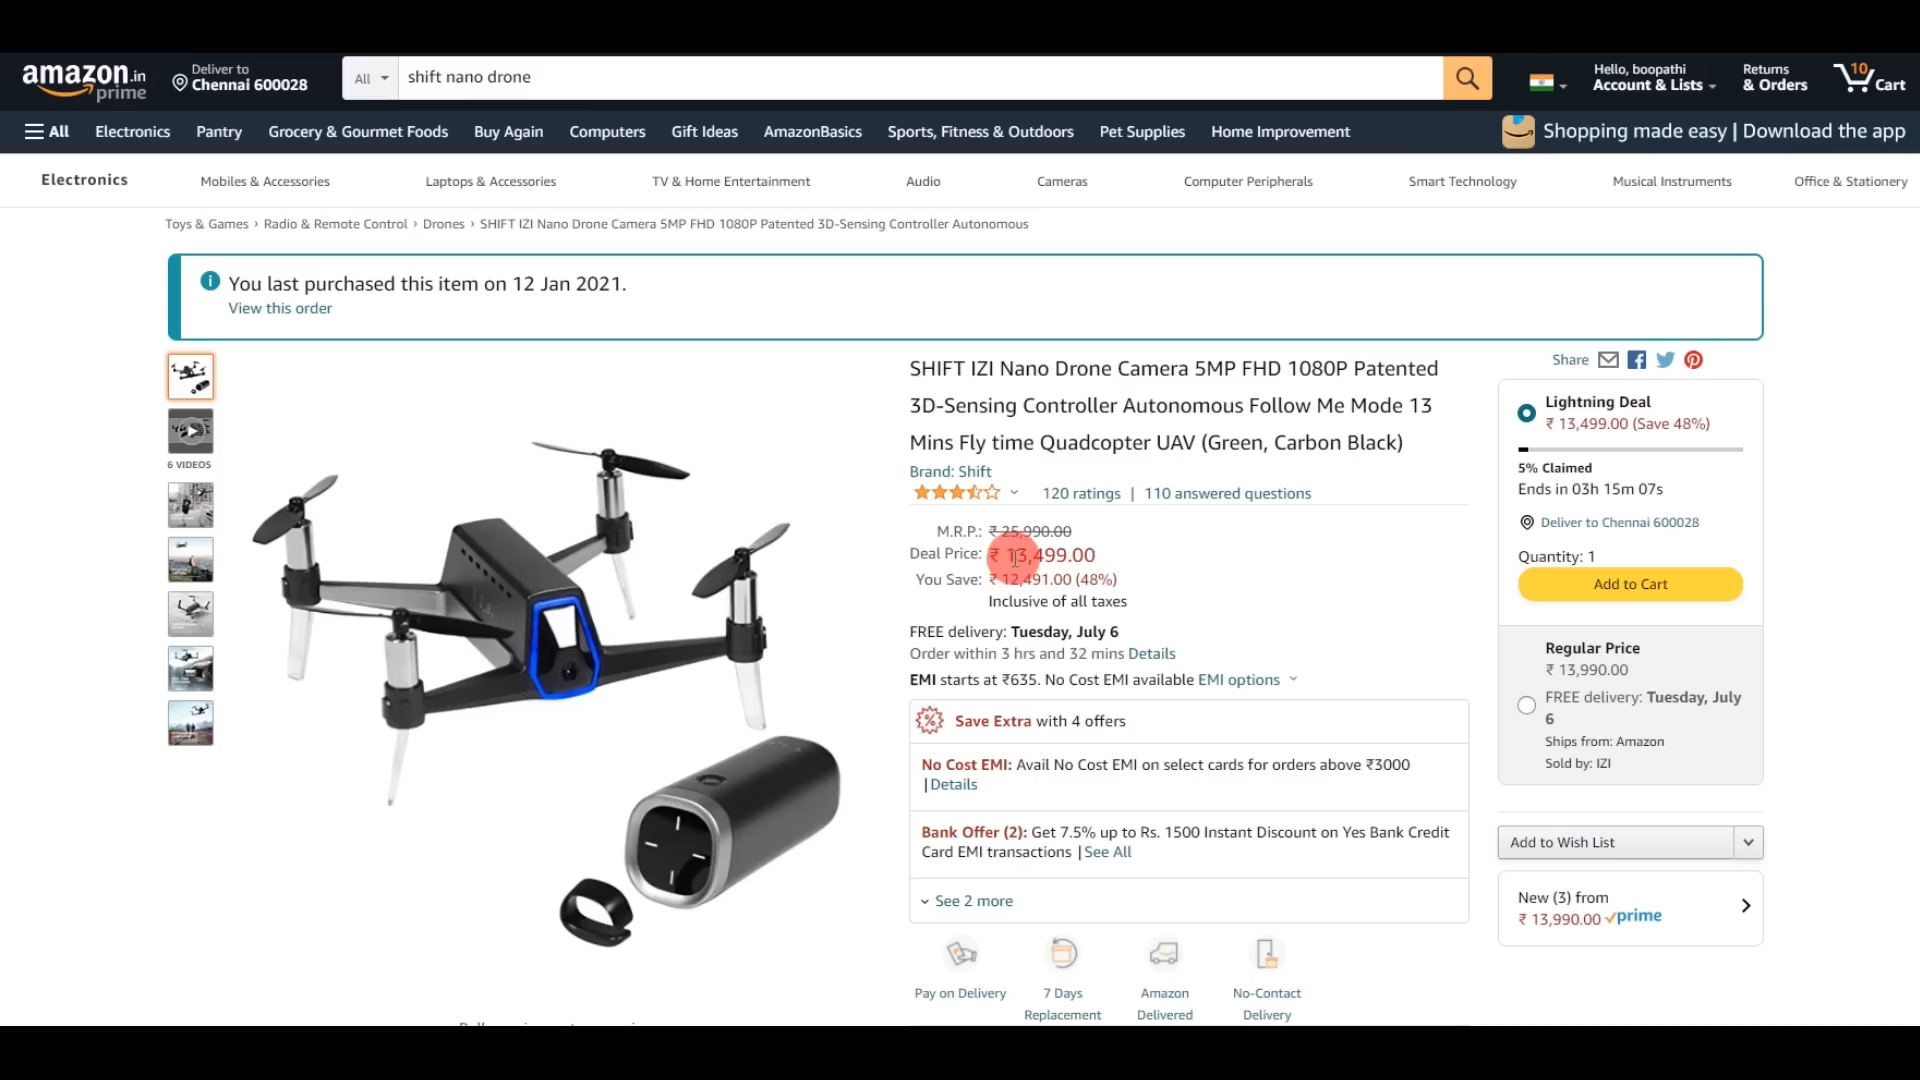 amazon.in
prime
Deliver to
Chennai 600028
All
shift nano drone
Hello, boopathi
Account & Lists
Returns
& Orders
10
Cart
All
Electronics
Pantry
Grocery & Gourmet Foods
Buy Again
Computers
Gift Ideas
AmazonBasics
Sports, Fitness & Outdoors
Pet Supplies
Home Improvement
Shopping made easy | Download the app
Electronics
Mobiles & Accessories
Laptops & Accessories
TV & Home Entertainment
Audio
Cameras
Computer Peripherals
Smart Technology
Musical Instruments
Office & Stationery
Toys & Games › Radio & Remote Control › Drones › SHIFT IZI Nano Drone Camera 5MP FHD 1080P Patented 3D-Sensing Controller Autonomous
You last purchased this item on 12 Jan 2021.
View this order
6 VIDEOS
SHIFT IZI Nano Drone Camera 5MP FHD 1080P Patented
3D-Sensing Controller Autonomous Follow Me Mode 13
Mins Fly time Quadcopter UAV (Green, Carbon Black)
Brand: Shift
120 ratings | 110 answered questions
M.R.P.: ₹ 25,990.00
Deal Price: ₹ 13,499.00
You Save: ₹ 12,491.00 (48%)
Inclusive of all taxes
FREE delivery: Tuesday, July 6
Order within 3 hrs and 32 mins Details
EMI starts at ₹635. No Cost EMI available EMI options
Save Extra with 4 offers
No Cost EMI: Avail No Cost EMI on select cards for orders above ₹3000
| Details
Bank Offer (2): Get 7.5% up to Rs. 1500 Instant Discount on Yes Bank Credit
Card EMI transactions | See All
See 2 more
Pay on Delivery
7 Days
Replacement
Amazon
Delivered
No-Contact
Delivery
Share
Lightning Deal
₹ 13,499.00 (Save 48%)
5% Claimed
Ends in 03h 15m 07s
Deliver to Chennai 600028
Quantity: 1
Add to Cart
Regular Price
₹ 13,990.00
FREE delivery: Tuesday, July
6
Ships from: Amazon
Sold by: IZI
Add to Wish List
New (3) from
₹ 13,990.00 prime